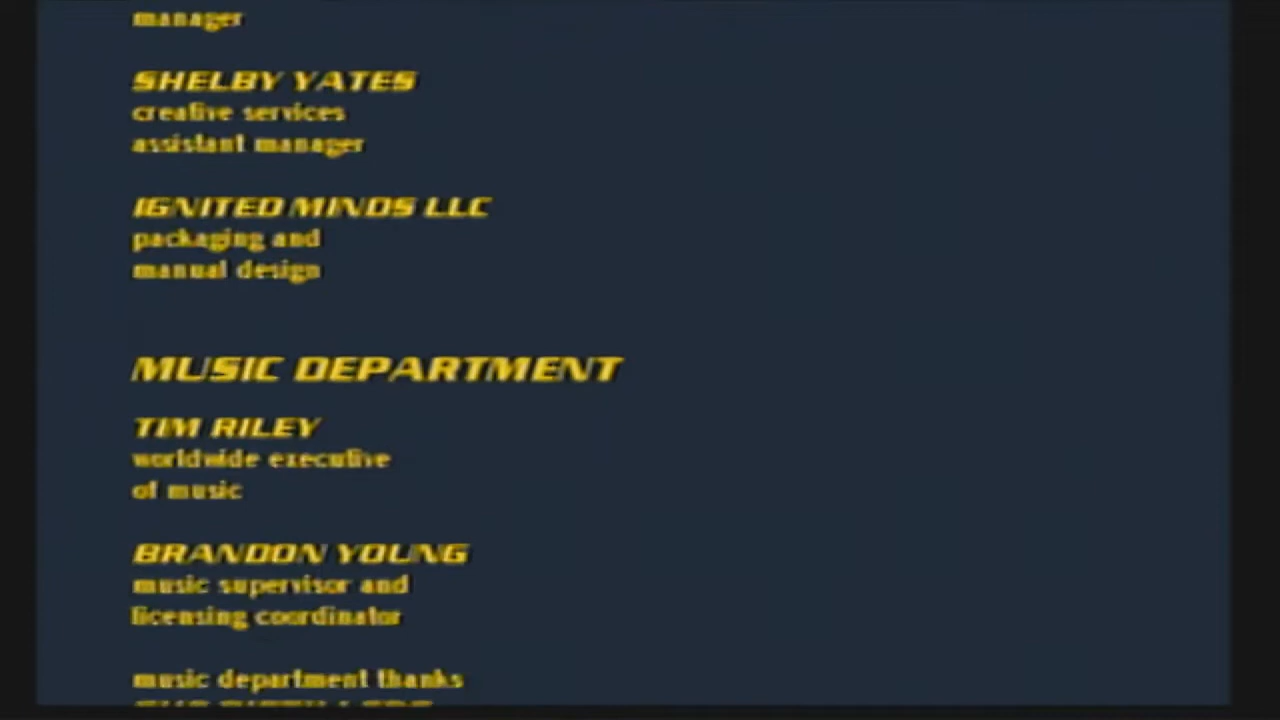 manager
SHELBY YATES
creative services
assistant manager
IGNITED MINDS LLC
packaging and
manual design
MUSIC DEPARTMENT
TIM RILEY
worldwide executive
of music
BRANDON YOUNG
music supervisor and
licensing coordinator
music department thanks